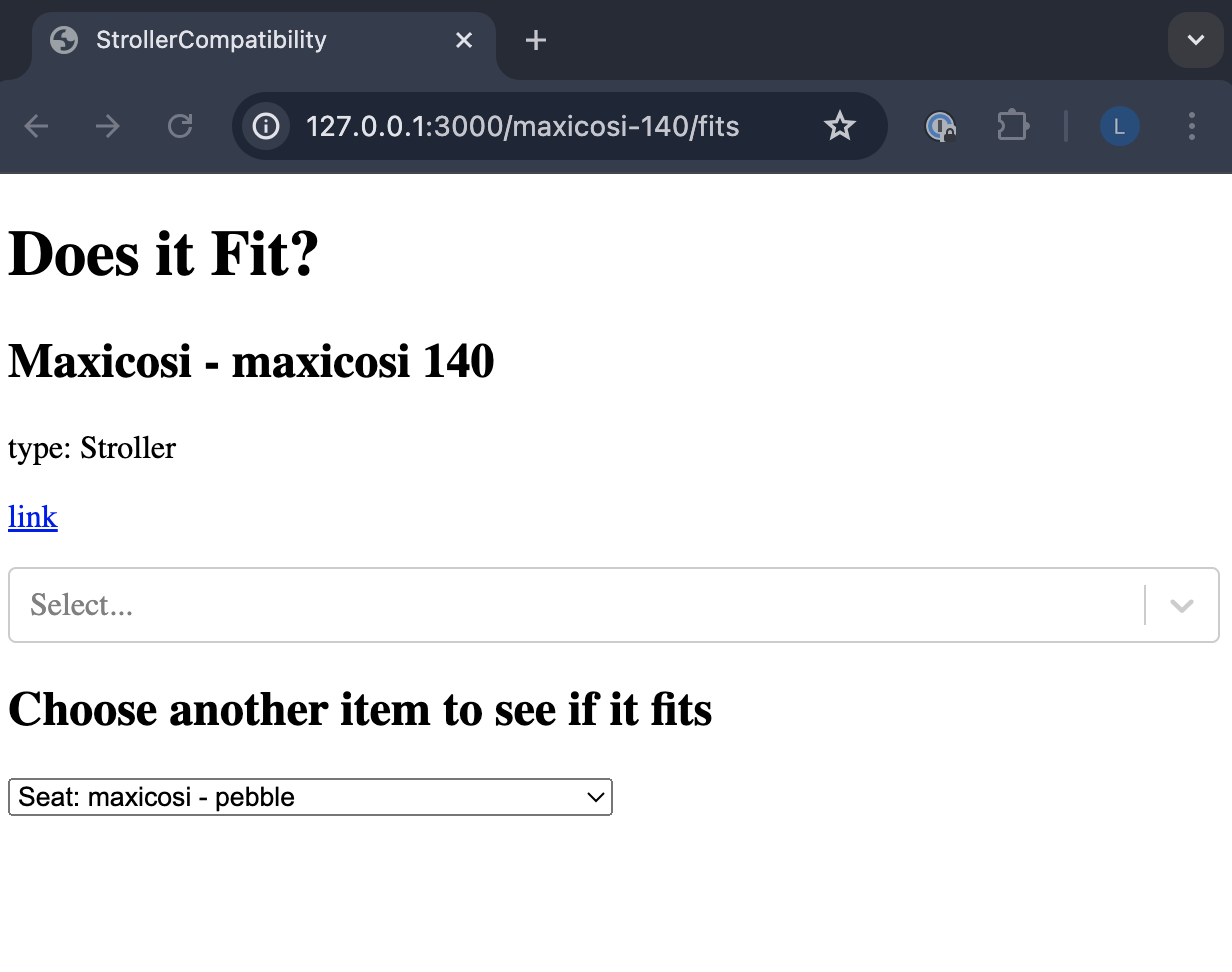 StrollerCompatibility
127.0.0.1:3000/maxicosi-140/fits
L
Does it Fit?
Maxicosi - maxicosi 140
type: Stroller
link
Select...
Choose another item to see if it fits
Seat: maxicosi - pebble